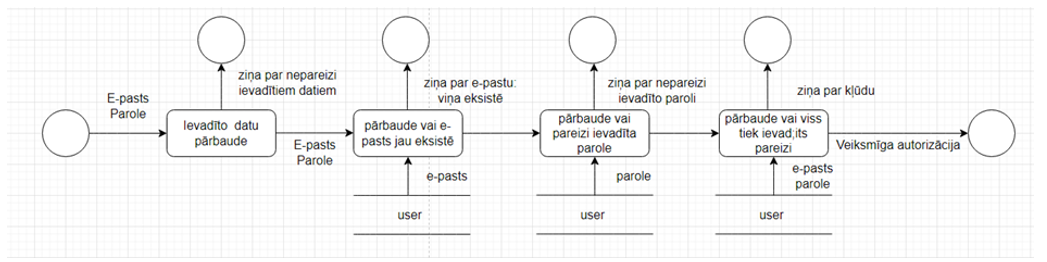 E-pasts
Parole
Ievadīto datu
pārbaude
ziņa par nepareizi
ievadītiem datiem
E-pasts
Parole
pārbaude vai e-
pasts jau eksistē
ziņa par e-pastu:
viņa eksistē
e-pasts
user
pārbaude vai
pareizi ievadīta
parole
ziņa par nepareizi
ievadīto paroli
parole
user
pārbaude vai viss
tiek ievad;its
pareizi
ziņa par kļūdu
e-pasts
parole
user
Veiksmīga autorizācija